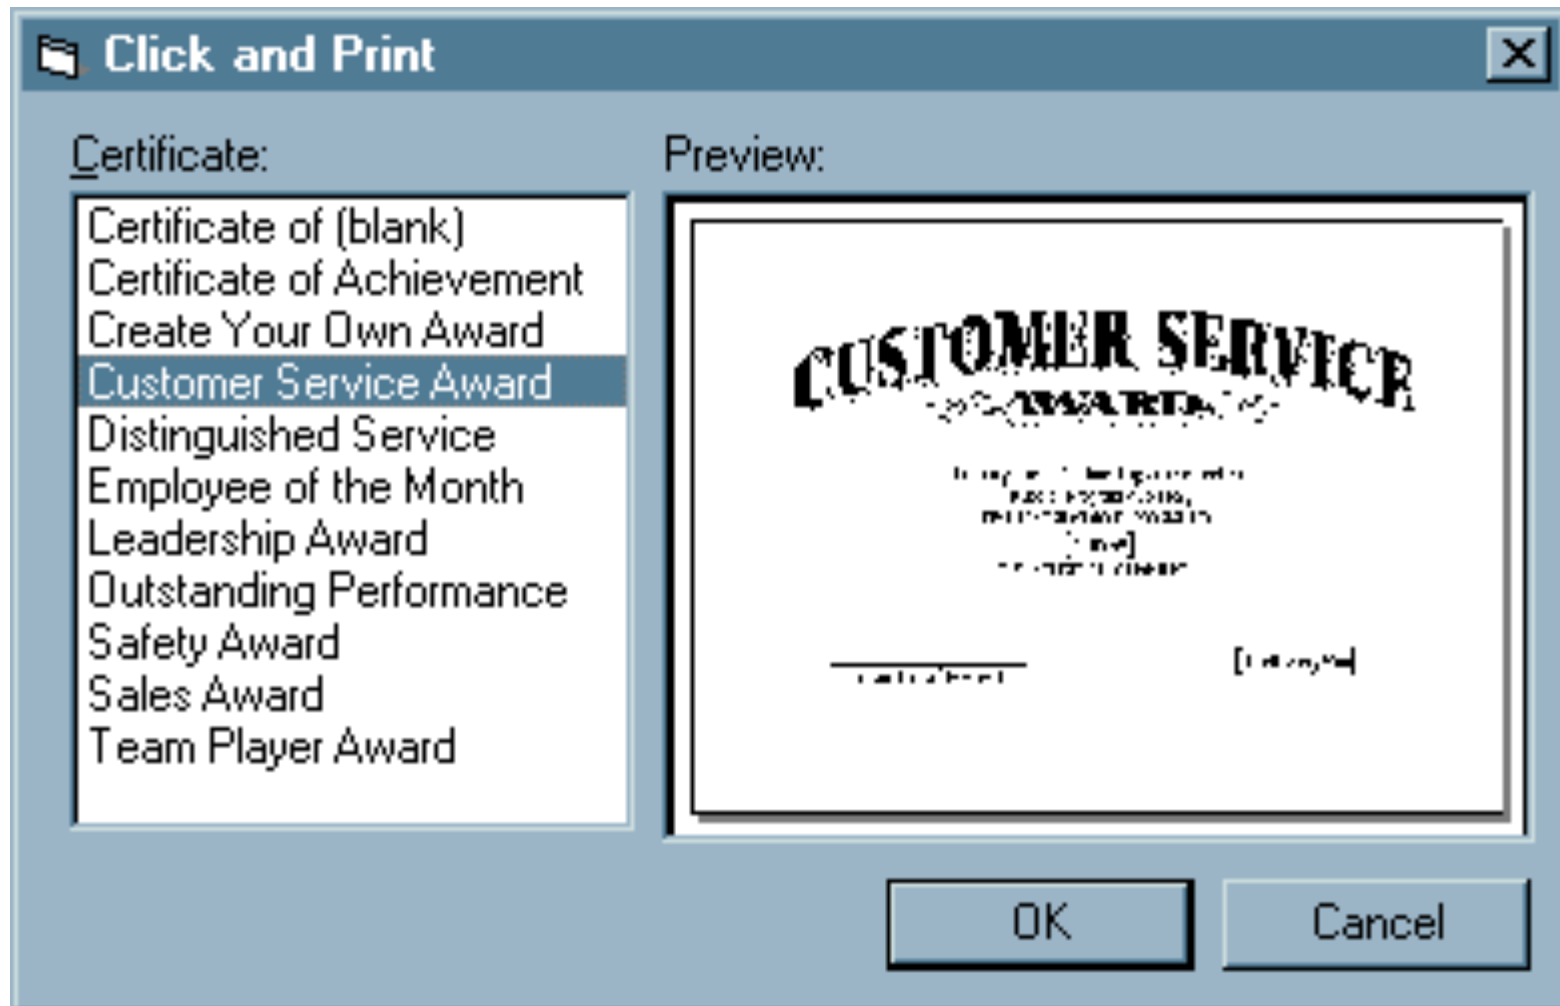 Click and Print
Certificate:
Certificate of (blank)
Certificate of Achievement
Create Your Own Award
Customer Service Award
Distinguished Service
Employee of the Month
Leadership Award
Outstanding Performance
Safety Award
Sales Award
Team Player Award
Preview:
CUSTOMER SERVICE
AWARD
OK
Cancel